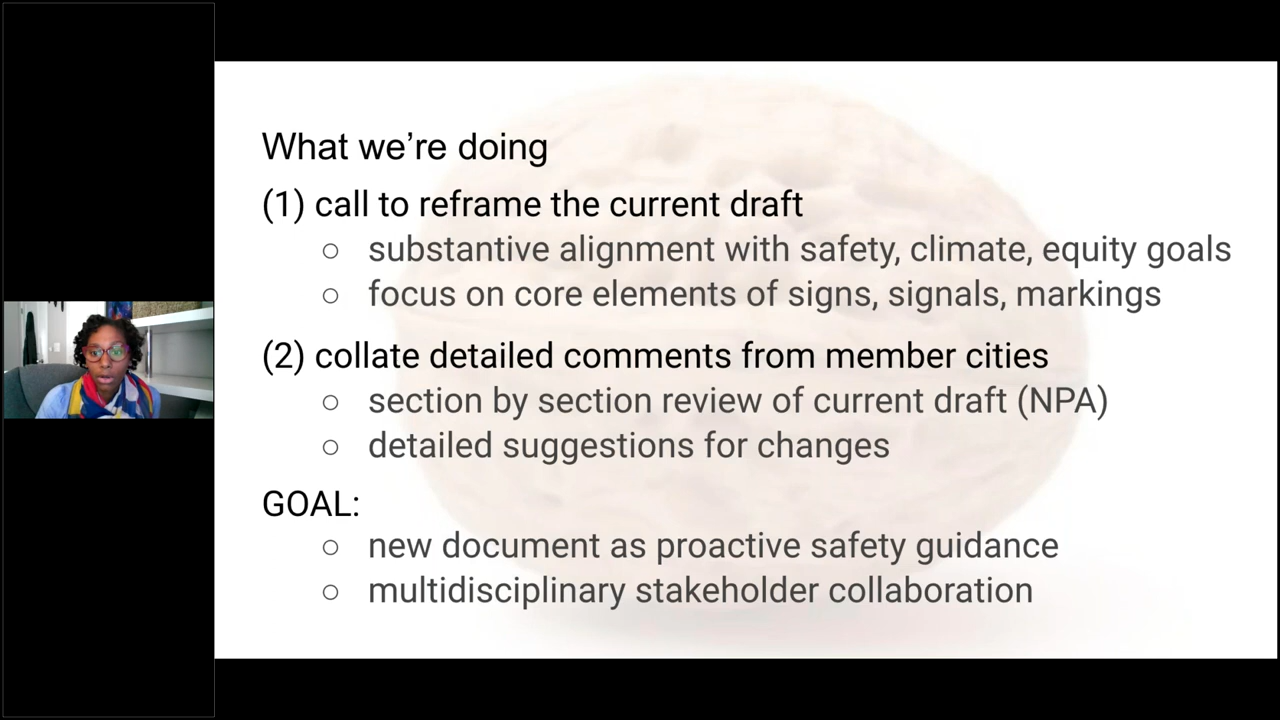 What we’re doing
(1) call to reframe the current draft
○ substantive alignment with safety, climate, equity goals
○ focus on core elements of signs, signals, markings
(2) collate detailed comments from member cities
○ section by section review of current draft (NPA)
○ detailed suggestions for changes
GOAL:
○ new document as proactive safety guidance
○ multidisciplinary stakeholder collaboration